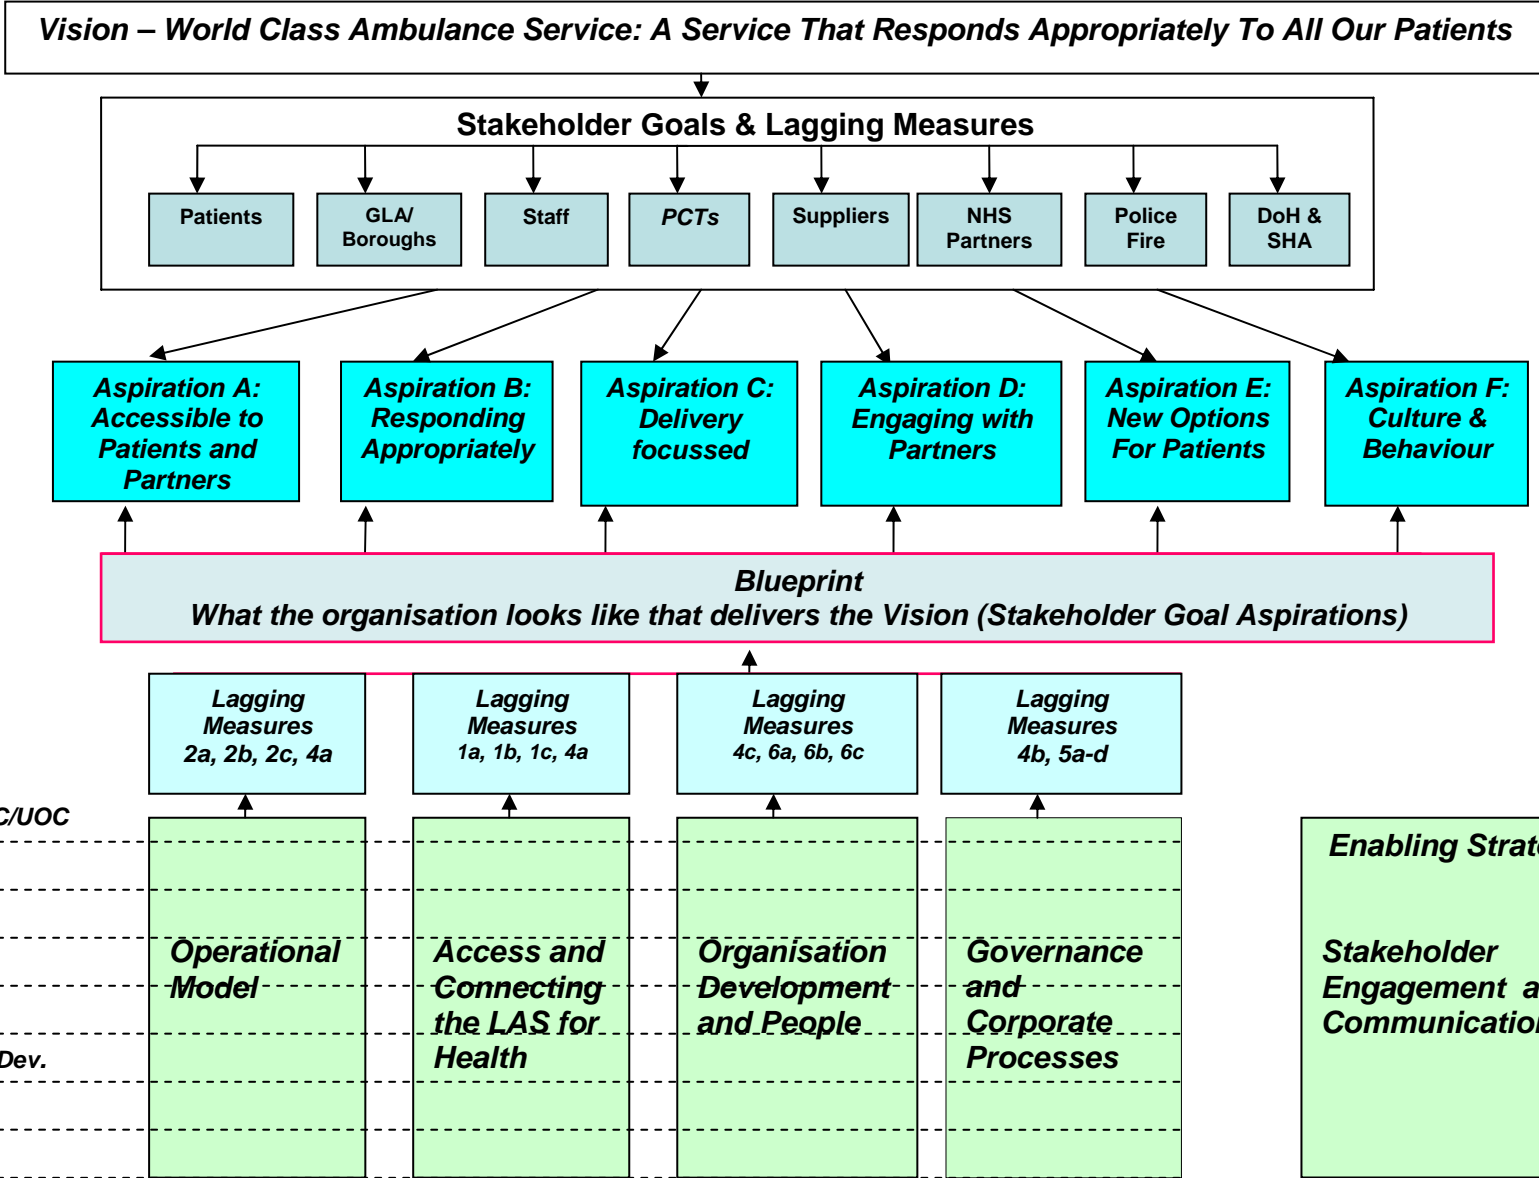 Vision – World Class Ambulance Service: A Service That Responds Appropriately To All Our Patients
Stakeholder Goals & Lagging Measures
Patients
GLA/
Boroughs
Staff
PCTs
Suppliers
NHS
Partners
Police
Fire
DoH &
SHA
Aspiration A:
Accessible to
Patients and
Partners
Aspiration B:
Responding
Appropriately
Aspiration C:
Delivery
focussed
Aspiration D:
Engaging with
Partners
Aspiration E:
New Options
For Patients
Aspiration F:
Culture &
Behaviour
Blueprint
What the organisation looks like that delivers the Vision (Stakeholder Goal Aspirations)
Lagging
Measures
2a, 2b, 2c, 4a
Lagging
Measures
1a, 1b, 1c, 4a
Lagging
Measures
4c, 6a, 6b, 6c
Lagging
Measures
4b, 5a-d
C/UOC
Dev.
Operational
Model
Access and
Connecting
the LAS for
Health
Organisation
Development
and People
Governance
and
Corporate
Processes
Enabling Strate
Stakeholder
Engagement a
Communication